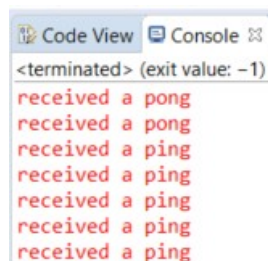 Code View Console
<terminated> (exit value: -1)
received a pong
received a pong
received a ping
received a ping
received a ping
received a ping
received a ping